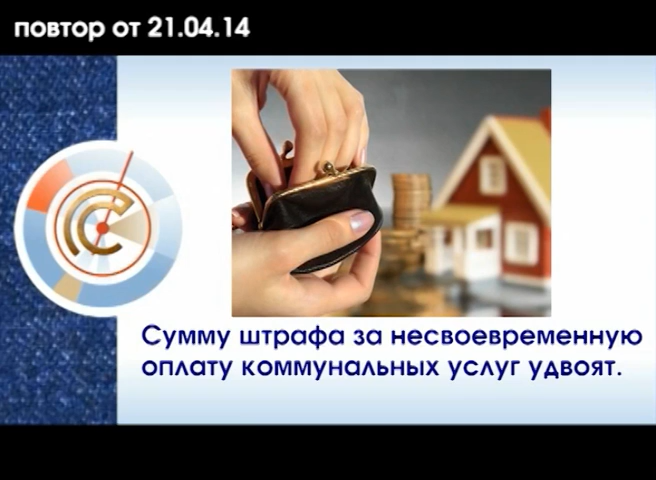 повтор от 21.04.14
Сумму штрафа за несвоевременную
оплату коммунальных услуг удвоят.